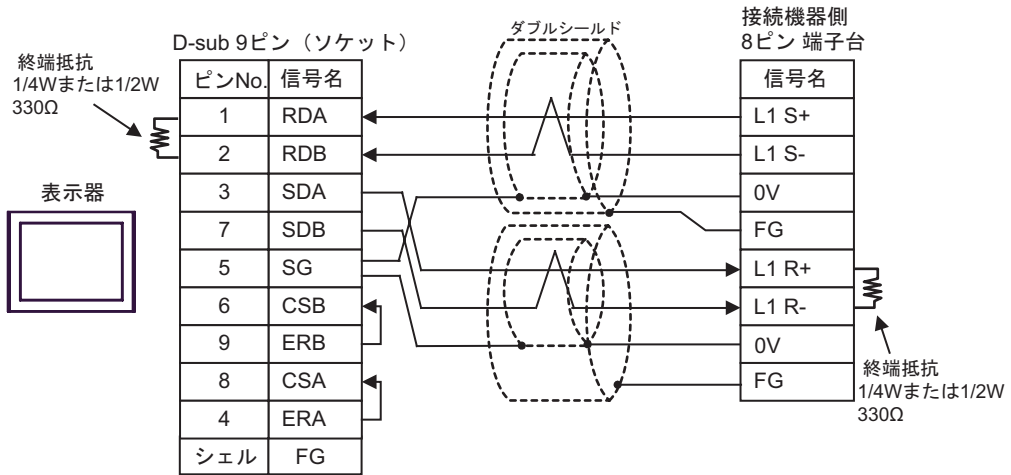 接続機器側
8ピン 端子台
ダブルシールド
D-sub 9ピン（ソケット）
終端抵抗
1/4Wまたは1/2W
330Ω
表示器
ピンNo. 信号名
1 RDA
2 RDB
3 SDA
7 SDB
5 SG
6 CSB
9 ERB
8 CSA
4 ERA
シェル FG
信号名
L1 S+
L1 S-
0V
FG
L1 R+
L1 R-
0V
FG
終端抵抗
1/4Wまたは1/2W
330Ω